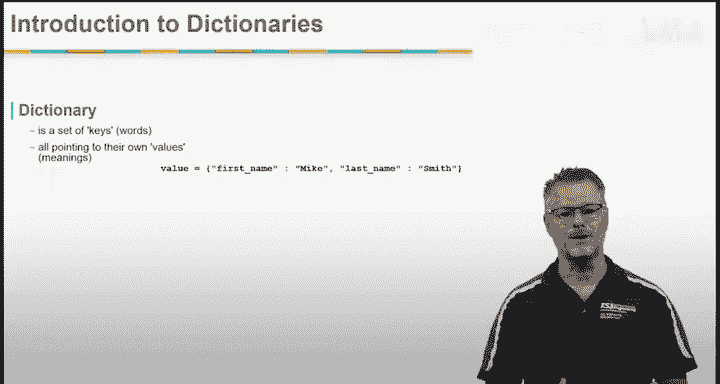 Introduction to Dictionaries
Dictionary
– is a set of 'keys' (words)
– all pointing to their own 'values'
(meanings)
value = {"first_name" : "Mike", "last_name" : "Smith"}